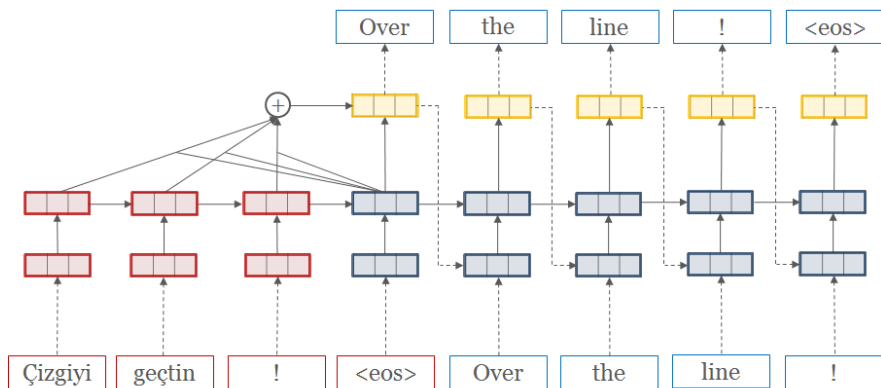 Over the line ! <eos>
+
Çizgiyi geçtin ! <eos> Over the line !